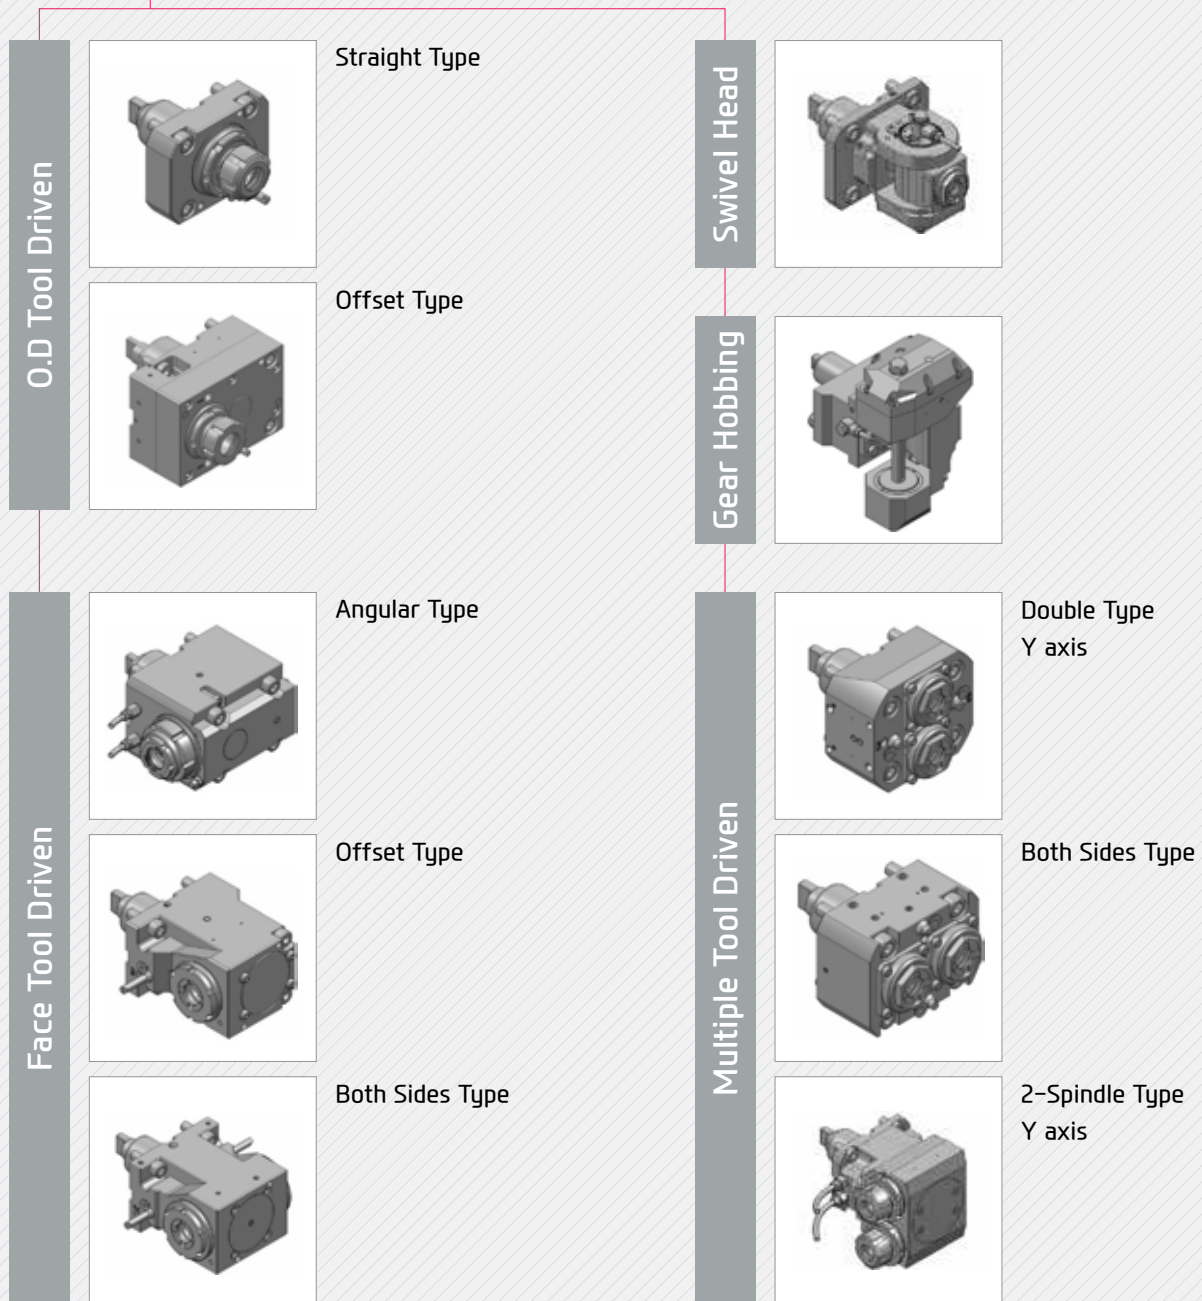 O.D Tool Driven
Straight Type
Offset Type
Face Tool Driven
Angular Type
Offset Type
Both Sides Type
Swivel Head
Gear Hobbing
Multiple Tool Driven
Double Type
Y axis
Both Sides Type
2-Spindle Type
Y axis